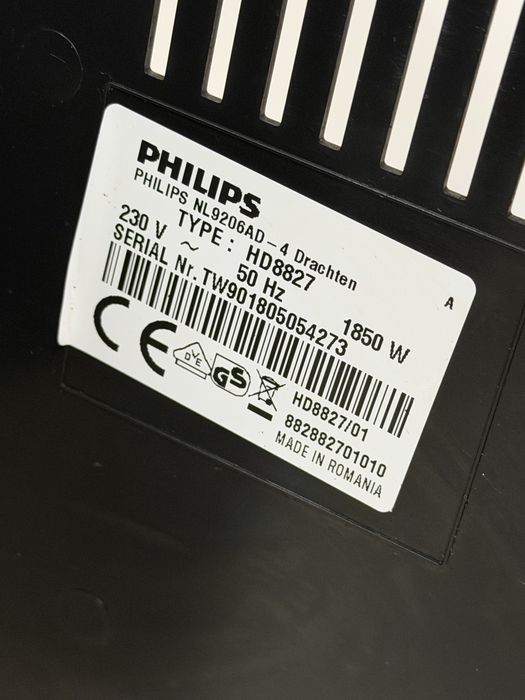 PHILIPS
PHILIPS NL9206AD-4 Drachten
TYPE: HD8827
A
230 V ~ 50 Hz 1850 W
SERIAL Nr. TW901805054273
CE
DVE
GS
HD8827/01
882882701010
MADE IN ROMANIA